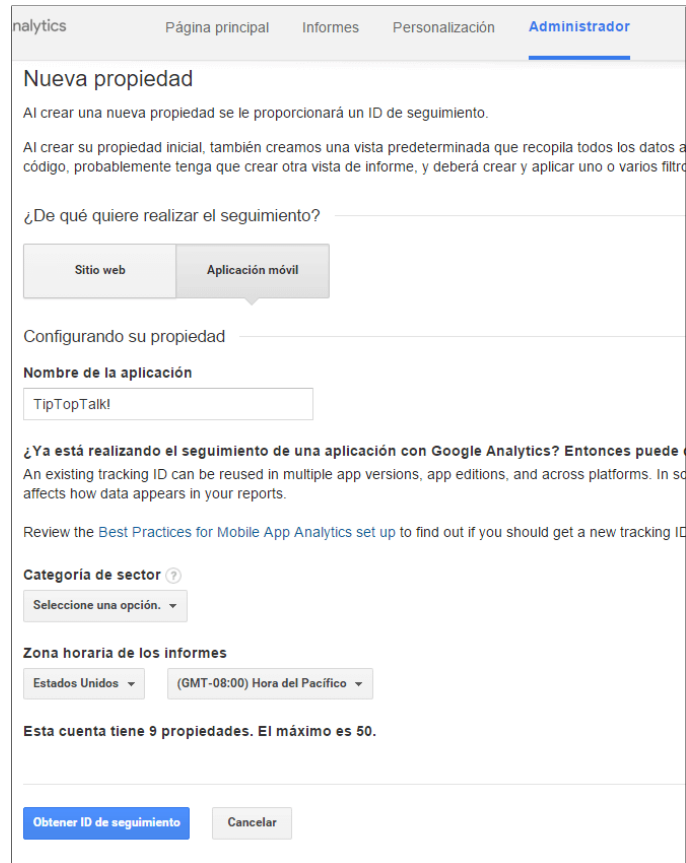 nalytics Página principal Informes Personalización Administrador
Nueva propiedad
Al crear una nueva propiedad se le proporcionará un ID de seguimiento.
Al crear su propiedad inicial, también creamos una vista predeterminada que recopila todos los datos a
código, probablemente tenga que crear otra vista de informe, y deberá crear y aplicar uno o varios filtro
¿De qué quiere realizar el seguimiento?
Sitio web Aplicación móvil
Configurando su propiedad
Nombre de la aplicación
TipTopTalk!
¿Ya está realizando el seguimiento de una aplicación con Google Analytics? Entonces puede
An existing tracking ID can be reused in multiple app versions, app editions, and across platforms. In so
affects how data appears in your reports.
Review the Best Practices for Mobile App Analytics set up to find out if you should get a new tracking ID
Categoría de sector ?
Seleccione una opción.
Zona horaria de los informes
Estados Unidos (GMT-08:00) Hora del Pacífico
Esta cuenta tiene 9 propiedades. El máximo es 50.
Obtener ID de seguimiento Cancelar